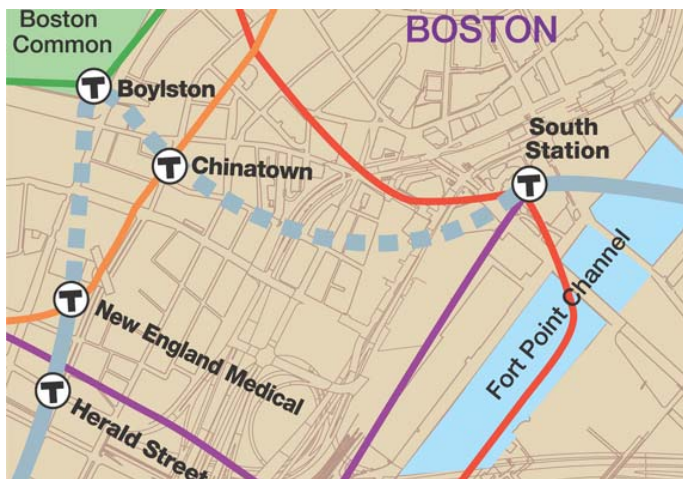 Boston
Common
BOSTON
T
Boylston
South
Station
T
Chinatown
T
Fort Point Channel
T
New England Medical
T
Herald Street